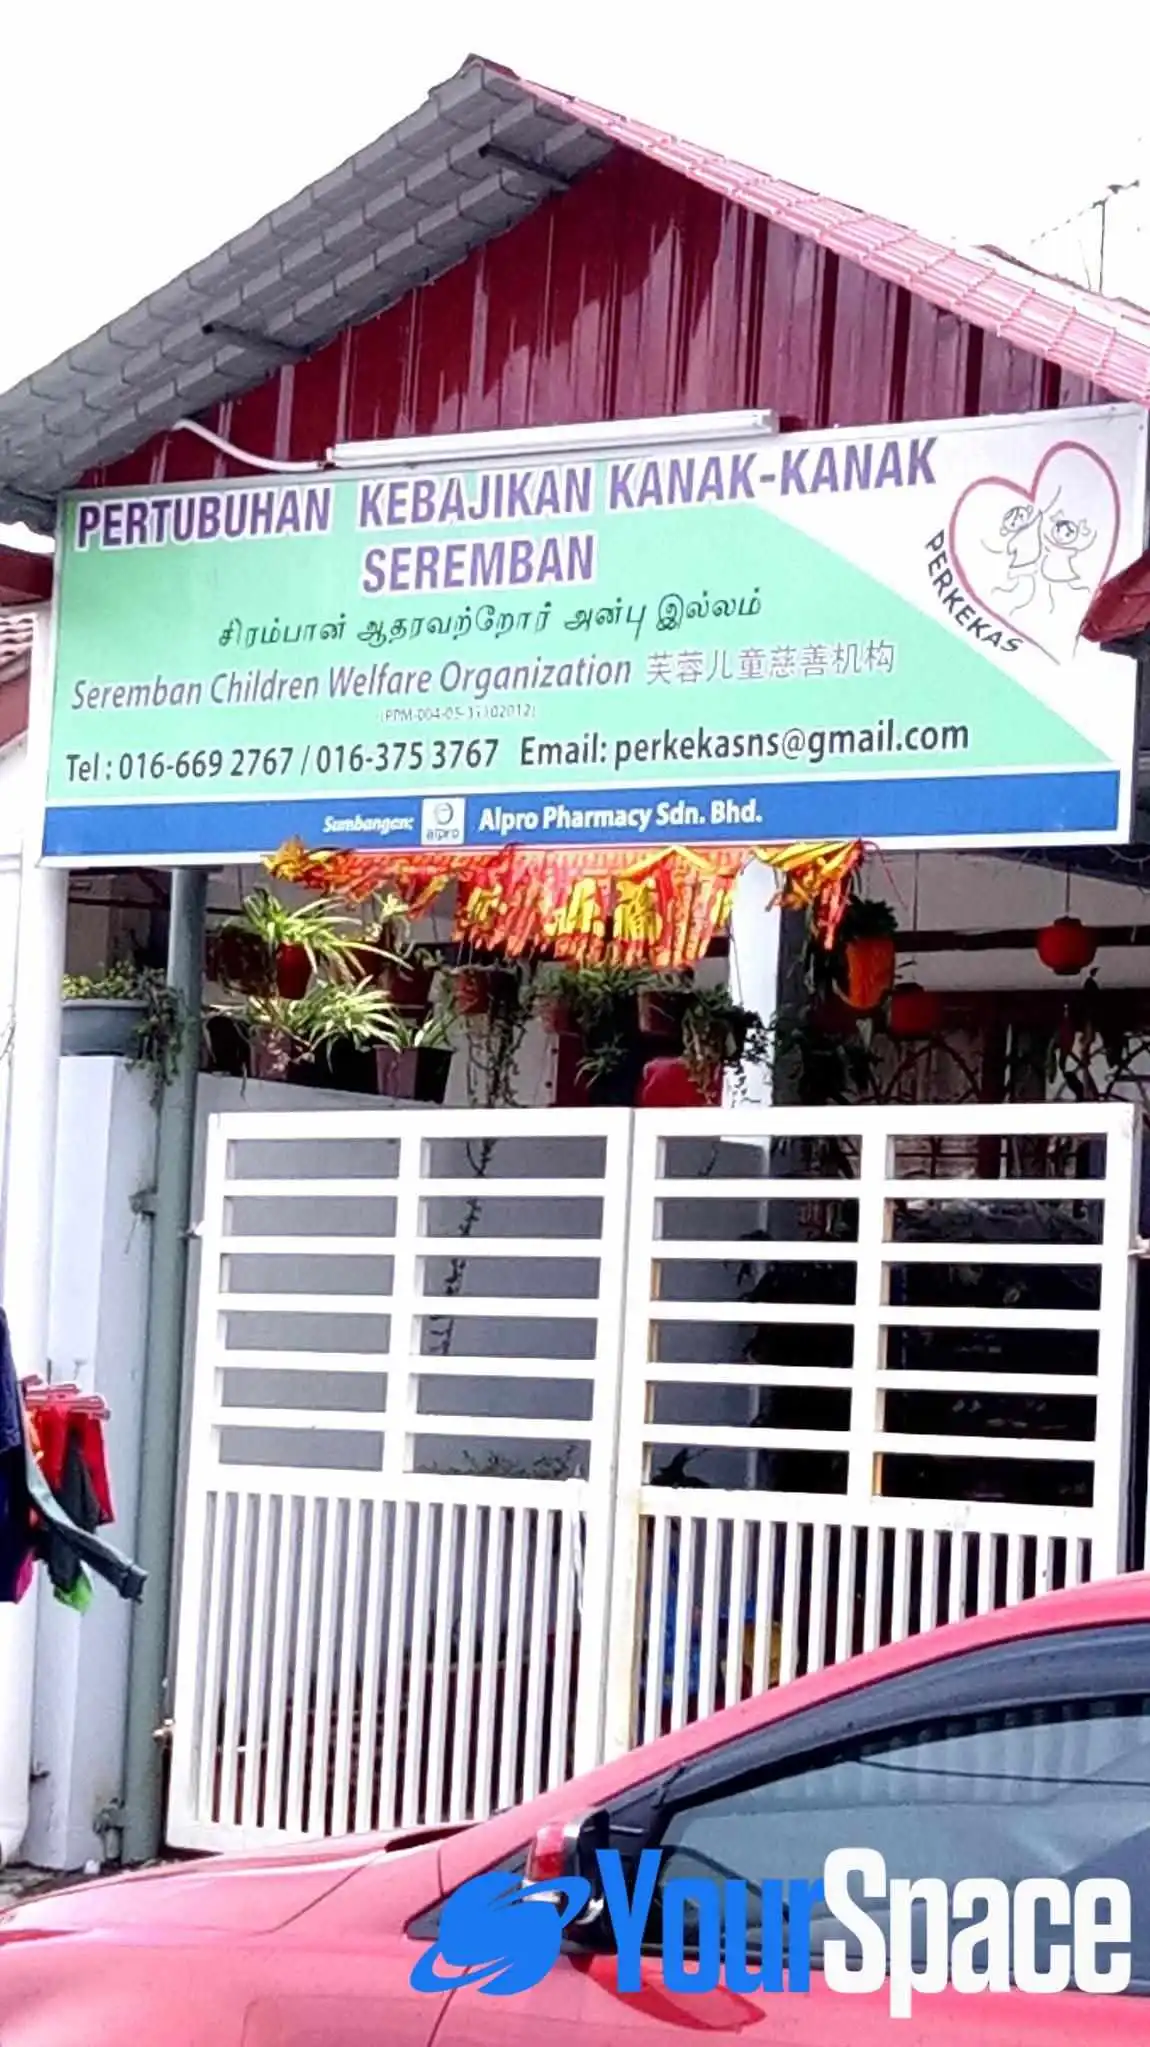 PERTUBUHAN KEBAJIKAN KANAK-KANAK
SEREMBAN
சிரம்பான் ஆதரவற்றோர் அன்பு இல்லம்
Seremban Children Welfare Organization 芙蓉儿童慈善机构
Tel : 016-669 2767 / 016-375 3767 Email: perkekasns@gmail.com
Sumbangan: alpro Alpro Pharmacy Sdn. Bhd.
PERKEKAS
YourSpace